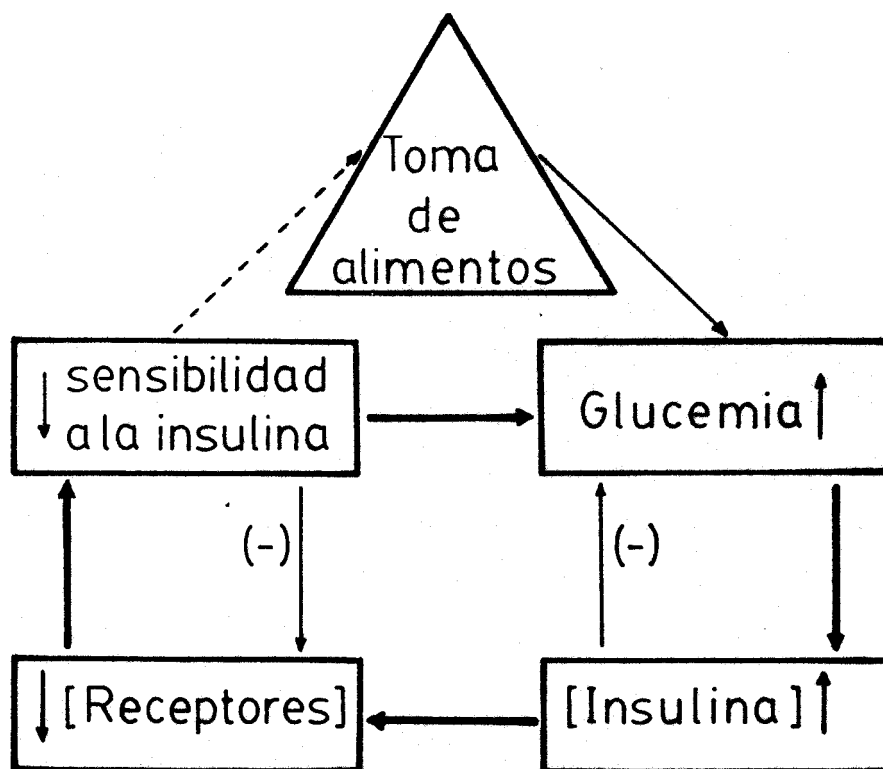 Toma
de
alimentos
↓ sensibilidad
a la insulina
Glucemia ↑
(-)
(-)
↓ [Receptores]
[Insulina] ↑